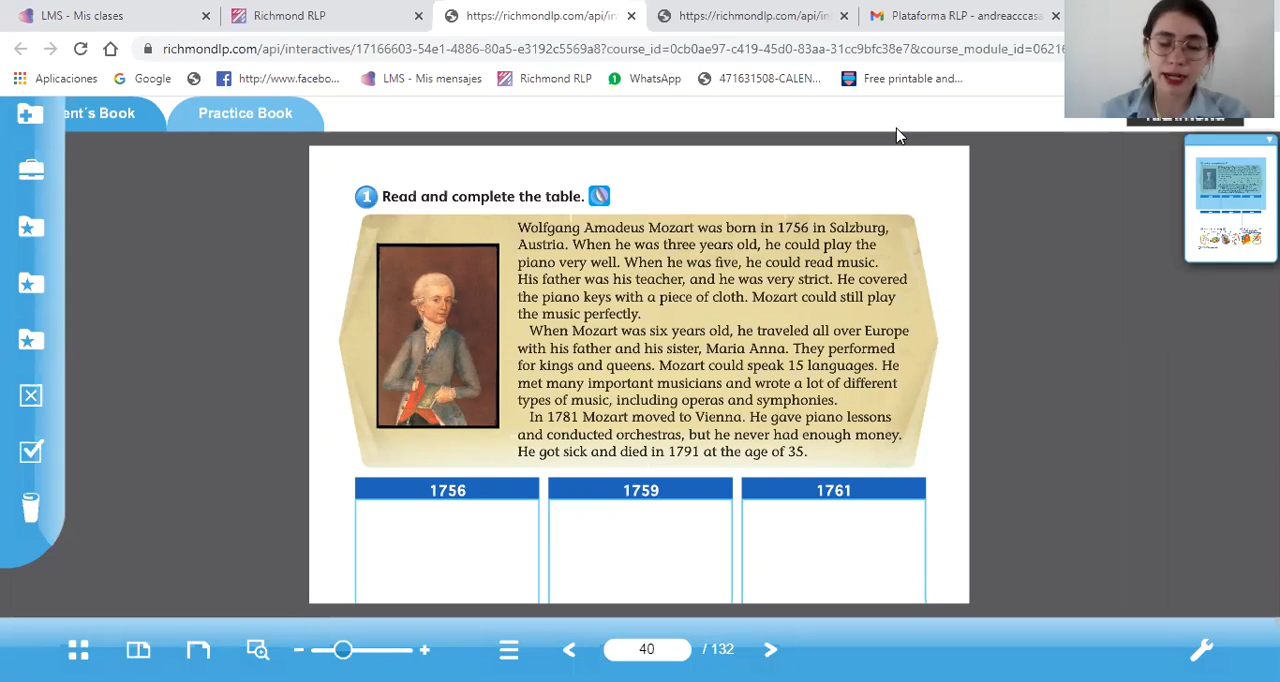 LMS - Mis clases
Richmond RLP
https://richmondlp.com/api/in
https://richmondlp.com/api/in
Plataforma RLP - andreacccasa
richmondlp.com/api/interactives/17166603-54e1-4886-80a5-e3192c5569a8?course_id=0cb0ae97-c419-45d0-83aa-31cc9bfc38e7&course_module_id=06216
Aplicaciones
Google
http://www.facebo...
LMS - Mis mensajes
Richmond RLP
WhatsApp
171631508-CALEN...
Free printable and...
ent´s Book
Practice Book
1 Read and complete the table.
Wolfgang Amadeus Mozart was born in 1756 in Salzburg,
Austria. When he was three years old, he could play the
piano very well. When he was five, he could read music.
His father was his teacher, and he was very strict. He covered
the piano keys with a piece of cloth. Mozart could still play
the music perfectly.
When Mozart was six years old, he traveled all over Europe
with his father and his sister, Maria Anna. They performed
for kings and queens. Mozart could speak 15 languages. He
met many important musicians and wrote a lot of different
types of music, including operas and symphonies.
In 1781 Mozart moved to Vienna. He gave piano lessons
and conducted orchestras, but he never had enough money.
He got sick and died in 1791 at the age of 35.
1756
1759
1761
40
/ 132